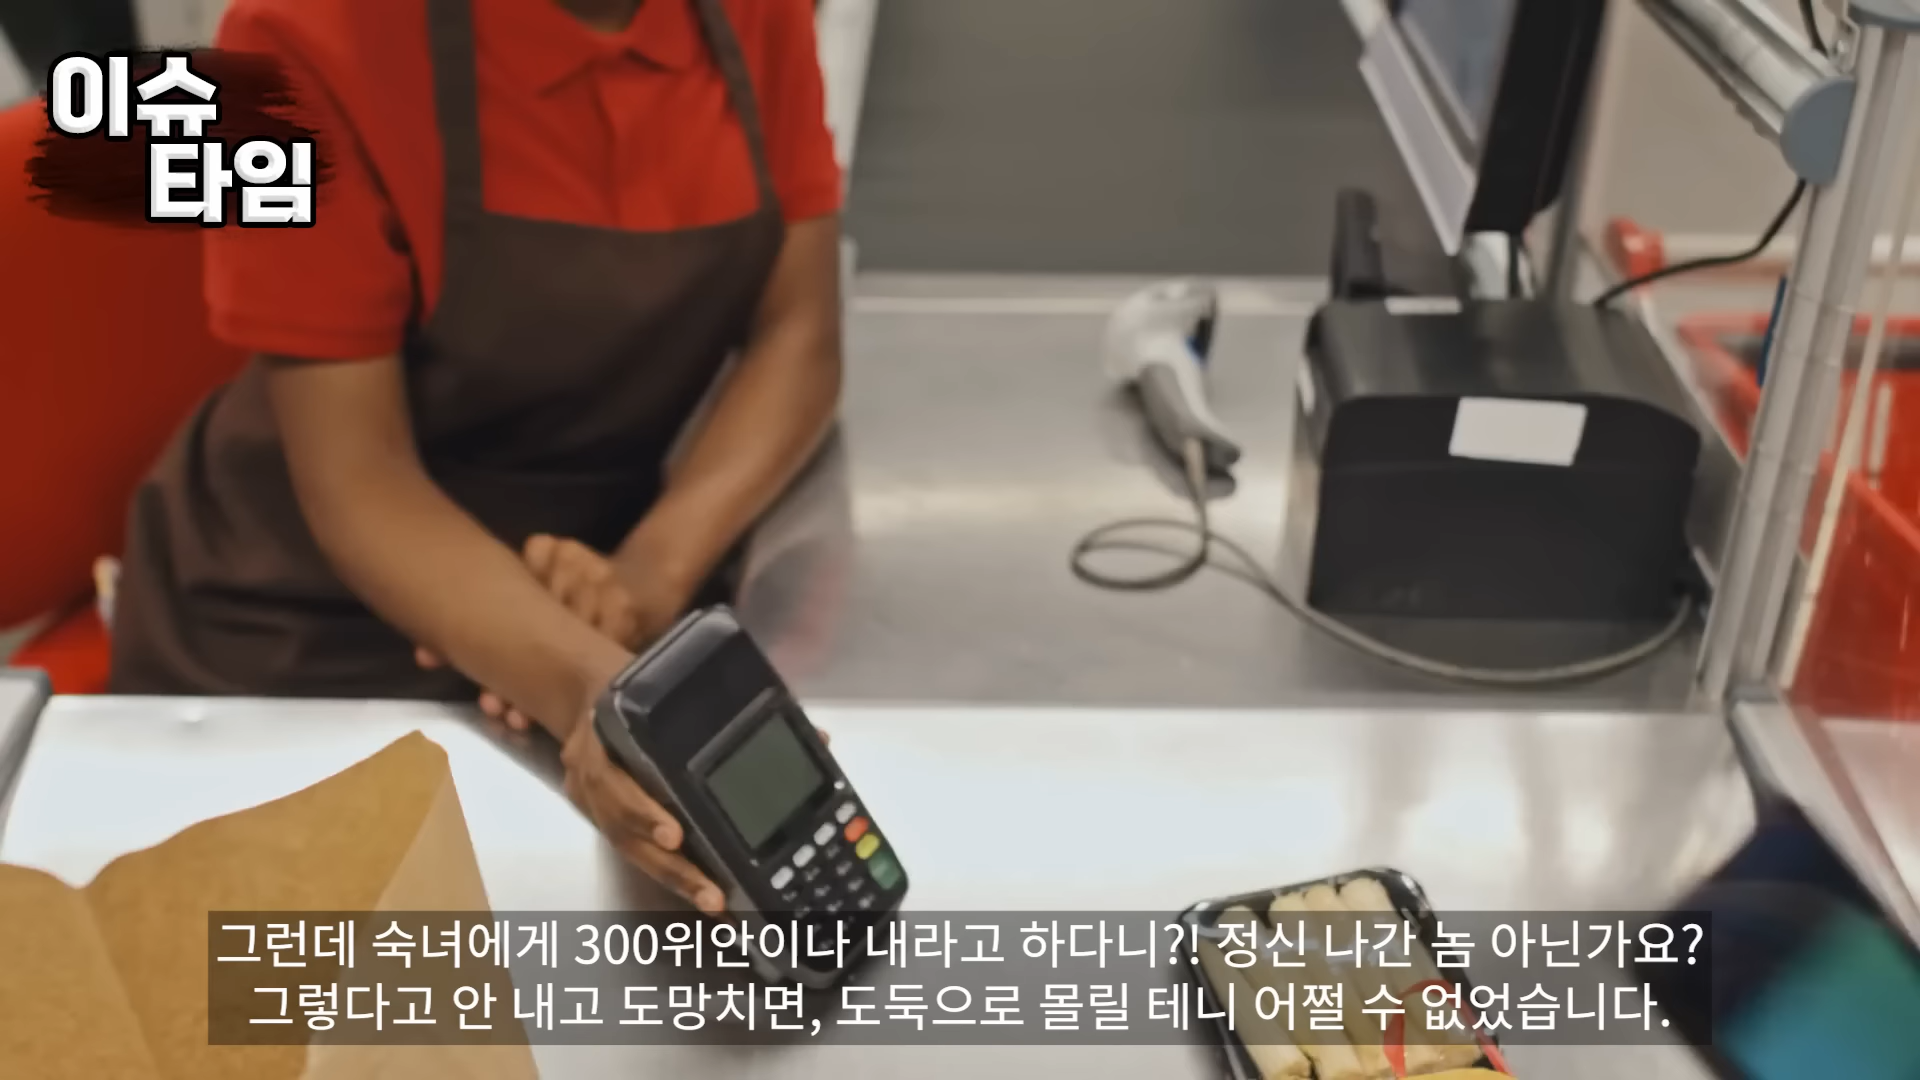 이슈
타임
그런데 숙녀에게 300위안이나 내라고 하다니?! 정신 나간 놈 아닌가요?
그렇다고 안 내고 도망치면, 도둑으로 몰릴 테니 어쩔 수 없었습니다.